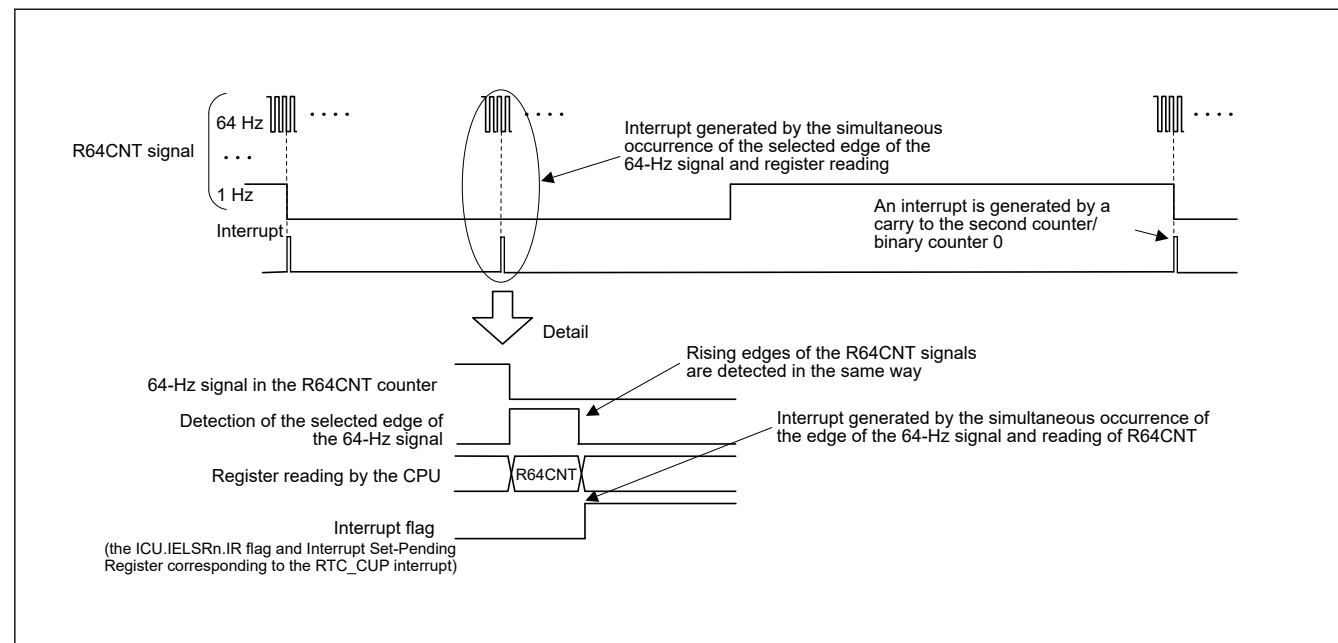 64 Hz
R64CNT signal
1 Hz
Interrupt
Interrupt generated by the simultaneous
occurrence of the selected edge of the
64-Hz signal and register reading
An interrupt is generated by a
carry to the second counter/
binary counter 0
Detail
Rising edges of the R64CNT signals
are detected in the same way
64-Hz signal in the R64CNT counter
Detection of the selected edge of
the 64-Hz signal
Interrupt generated by the simultaneous occurrence of
the edge of the 64-Hz signal and reading of R64CNT
Register reading by the CPU
R64CNT
Interrupt flag
(the ICU.IELSRn.IR flag and Interrupt Set-Pending
Register corresponding to the RTC_CUP interrupt)